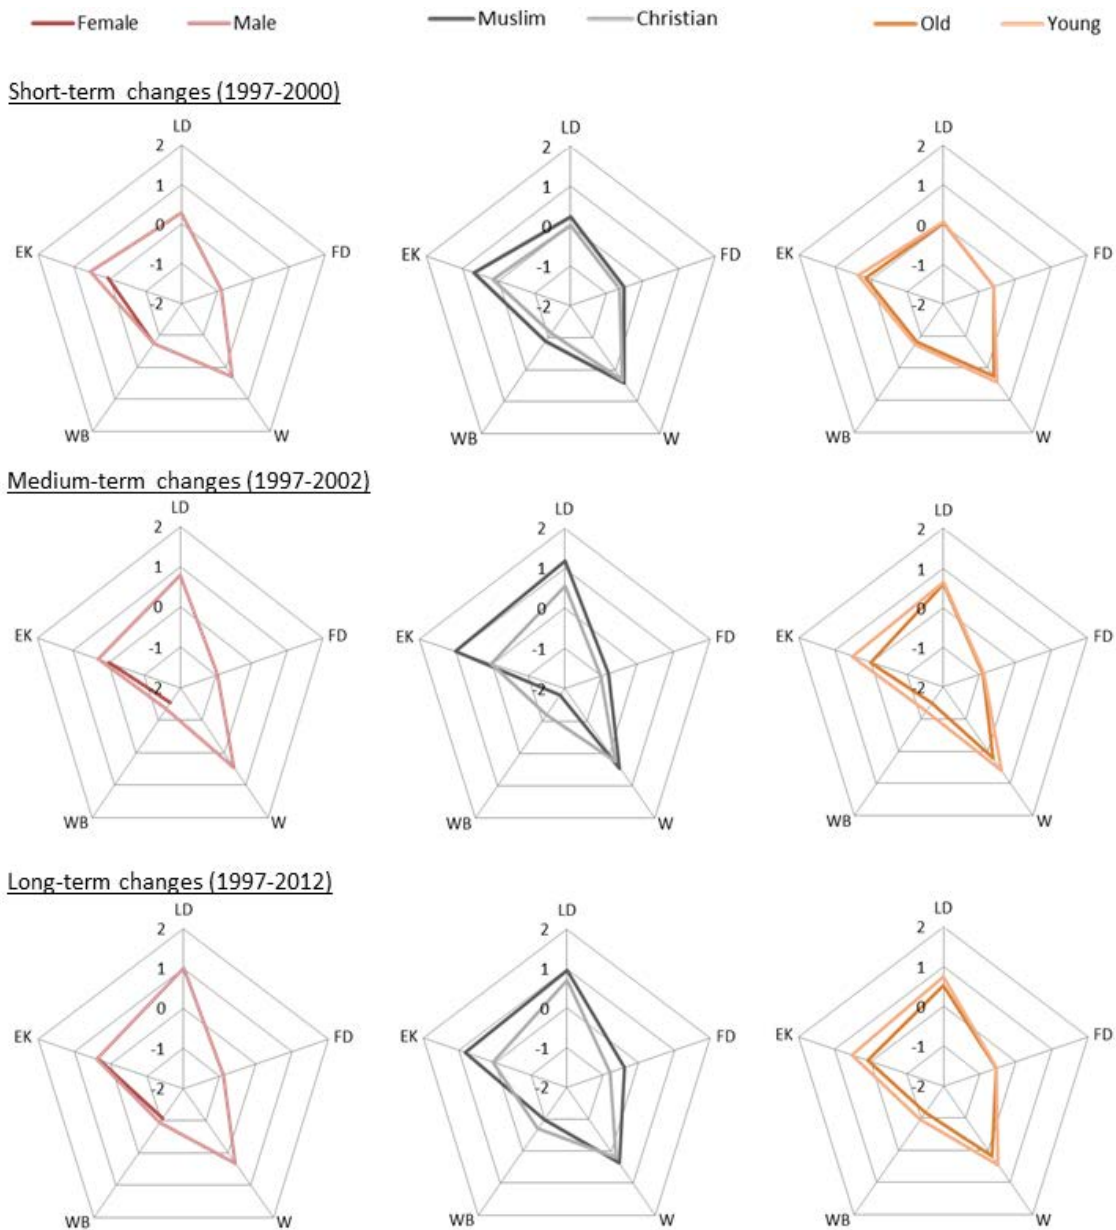 Female Male Muslim Christian Old Young
Short-term changes (1997-2000)
LD LD LD
2 2 2
1 1 1
0 0 0
EK FD EK FD EK FD
-1 -1 -1
-2 -2 -2
WB W WB W WB W
Medium-term changes (1997-2002)
LD LD LD
2 2 2
1 1 1
0 0 0
EK FD EK FD EK FD
-1 -1 -1
-2 -2 -2
WB W WB W WB W
Long-term changes (1997-2012)
LD LD LD
2 2 2
1 1 1
0 0 0
EK FD EK FD EK FD
-1 -1 -1
-2 -2 -2
WB W WB W WB W